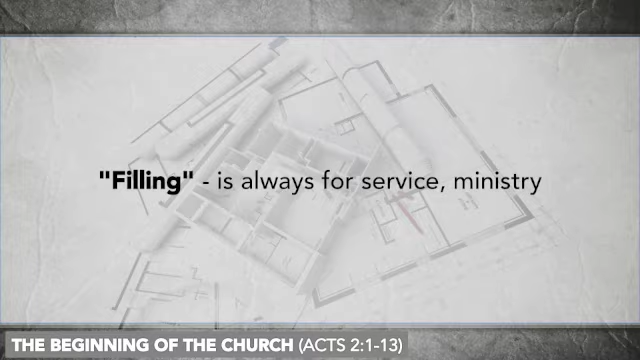 "Filling" - is always for service, ministry
THE BEGINNING OF THE CHURCH (ACTS 2:1-13)